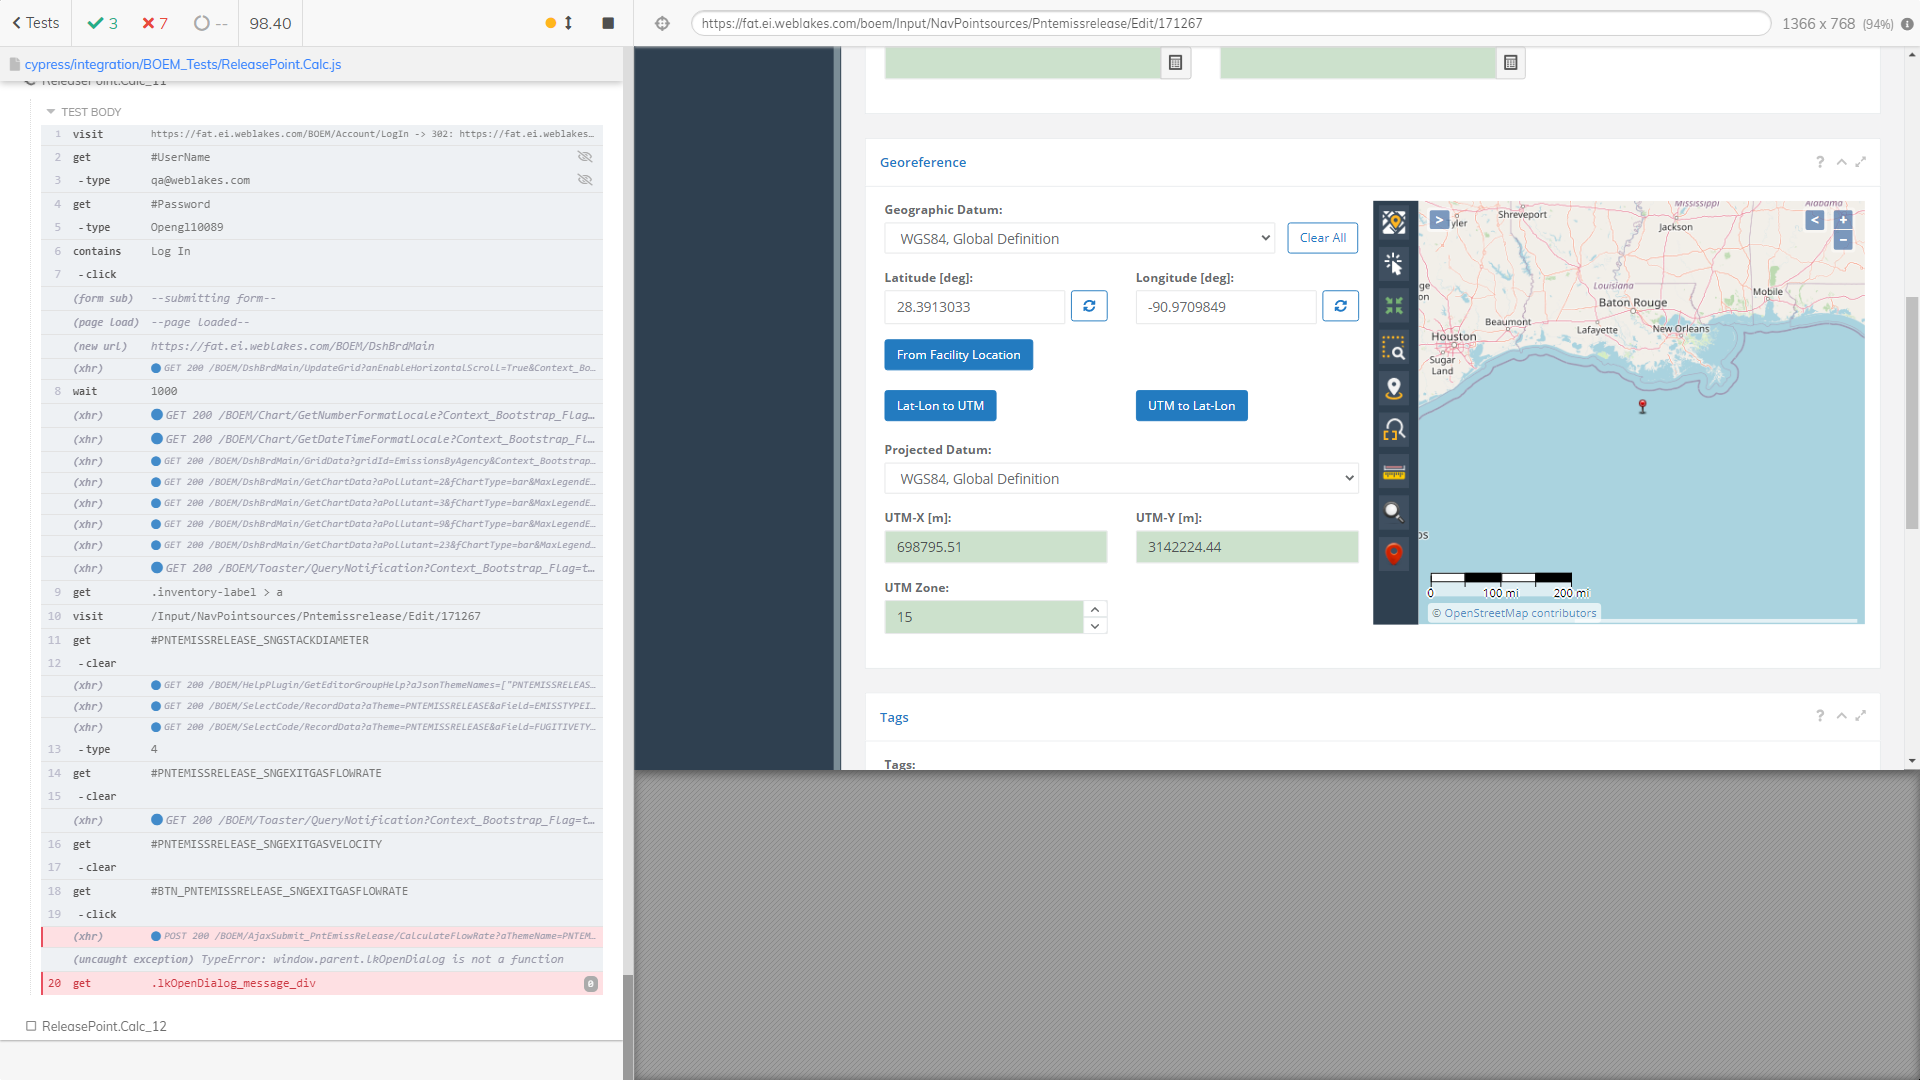 Tests
3
7
--
98.40
https://fat.ei.weblakes.com/boem/Input/NavPointsources/Pntemissrelease/Edit/171267
1366 x 768 (94%)
cypress/integration/BOEM_Tests/ReleasePoint.Calc.js
ReleasePoint.Calc_11
TEST BODY
1 visit https://fat.ei.weblakes.com/BOEM/Account/LogIn -> 302: https://fat.ei.weblakes…
2 get #UserName
3 -type qa@weblakes.com
4 get #Password
5 -type Opengl10089
6 contains Log In
7 -click
(form sub) --submitting form--
(page load) --page loaded--
(new url) https://fat.ei.weblakes.com/BOEM/DshBrdMain
(xhr) GET 200 /BOEM/DshBrdMain/UpdateGrid?anEnableHorizontalScroll=True&Context_Bo…
8 wait 1000
(xhr) GET 200 /BOEM/Chart/GetNumberFormatLocale?Context_Bootstrap_Flag…
(xhr) GET 200 /BOEM/Chart/GetDateTimeFormatLocale?Context_Bootstrap_Fl…
(xhr) GET 200 /BOEM/DshBrdMain/GridData?gridId=EmissionsByAgency&Context_Bootstrap…
(xhr) GET 200 /BOEM/DshBrdMain/GetChartData?aPollutant=2&fChartType=bar&MaxLegendE…
(xhr) GET 200 /BOEM/DshBrdMain/GetChartData?aPollutant=3&fChartType=bar&MaxLegendE…
(xhr) GET 200 /BOEM/DshBrdMain/GetChartData?aPollutant=9&fChartType=bar&MaxLegendE…
(xhr) GET 200 /BOEM/DshBrdMain/GetChartData?aPollutant=23&fChartType=bar&MaxLegend…
(xhr) GET 200 /BOEM/Toaster/QueryNotification?Context_Bootstrap_Flag=t…
9 get .inventory-label > a
10 visit /Input/NavPointsources/Pntemissrelease/Edit/171267
11 get #PNTEMISSRELEASE_SNGSTACKDIAMETER
12 -clear
(xhr) GET 200 /BOEM/HelpPlugin/GetEditorGroupHelp?aJsonThemeNames=["PNTEMISSRELEAS…
(xhr) GET 200 /BOEM/SelectCode/RecordData?aTheme=PNTEMISSRELEASE&aField=EMISSTYPEI…
(xhr) GET 200 /BOEM/SelectCode/RecordData?aTheme=PNTEMISSRELEASE&aField=FUGITIVETY…
13 -type 4
14 get #PNTEMISSRELEASE_SNGEXITGASFLOWRATE
15 -clear
(xhr) GET 200 /BOEM/Toaster/QueryNotification?Context_Bootstrap_Flag=t…
16 get #PNTEMISSRELEASE_SNGEXITGASVELOCITY
17 -clear
18 get #BTN_PNTEMISSRELEASE_SNGEXITGASFLOWRATE
19 -click
(xhr) POST 200 /BOEM/AjaxSubmit_PntEmissRelease/CalculateFlowRate?aThemeName=PNTEM…
(uncaught exception) TypeError: window.parent.lkOpenDialog is not a function
20 get .lkOpenDialog_message_div 0
ReleasePoint.Calc_12
Georeference
?
Geographic Datum:
WGS84, Global Definition
Clear All
Latitude [deg]: Longitude [deg]:
28.3913033 -90.9709849
From Facility Location
Lat-Lon to UTM UTM to Lat-Lon
Projected Datum:
WGS84, Global Definition
UTM-X [m]: UTM-Y [m]:
698795.51 3142224.44
UTM Zone:
15
> < + −
Mississippi Alabama
yler Shreveport
Jackson
Louisiana
ge
on
Baton Rouge Mobile
Beaumont Lafayette New Orleans
Houston
Sugar
Land
os
0 100 mi 200 mi
© OpenStreetMap contributors
Tags
?
Tags: